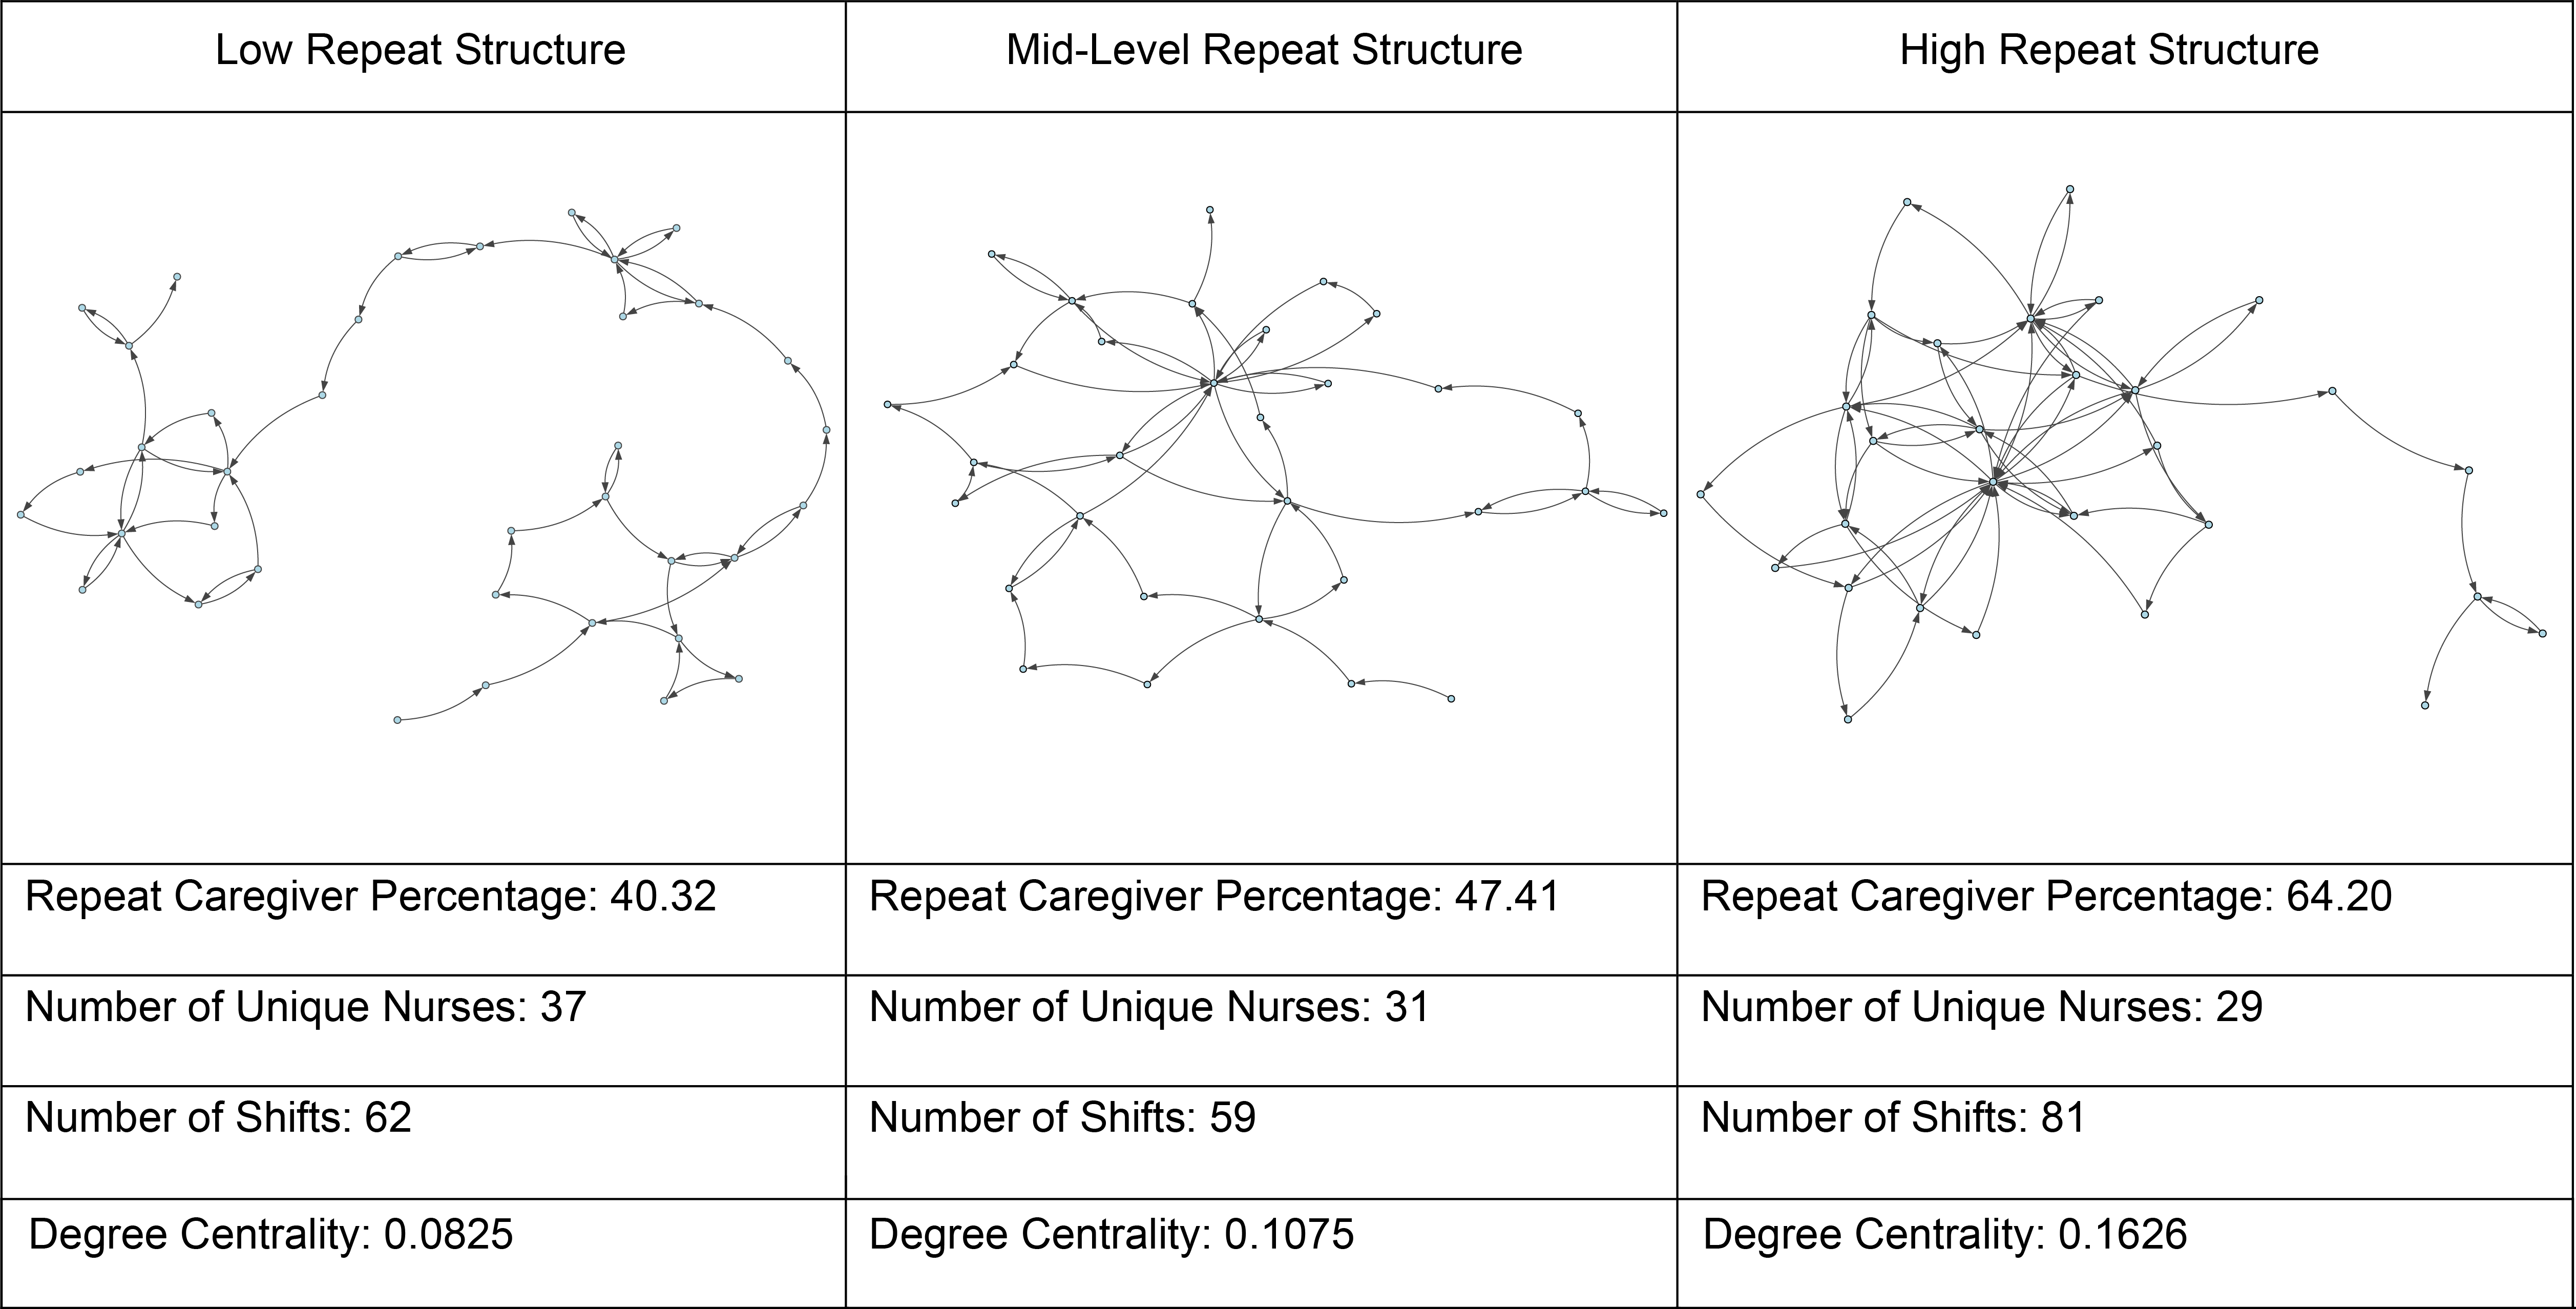 Low Repeat Structure
Mid-Level Repeat Structure
High Repeat Structure
Repeat Caregiver Percentage: 40.32
Repeat Caregiver Percentage: 47.41
Repeat Caregiver Percentage: 64.20
Number of Unique Nurses: 37
Number of Unique Nurses: 31
Number of Unique Nurses: 29
Number of Shifts: 62
Number of Shifts: 59
Number of Shifts: 81
Degree Centrality: 0.0825
Degree Centrality: 0.1075
Degree Centrality: 0.1626